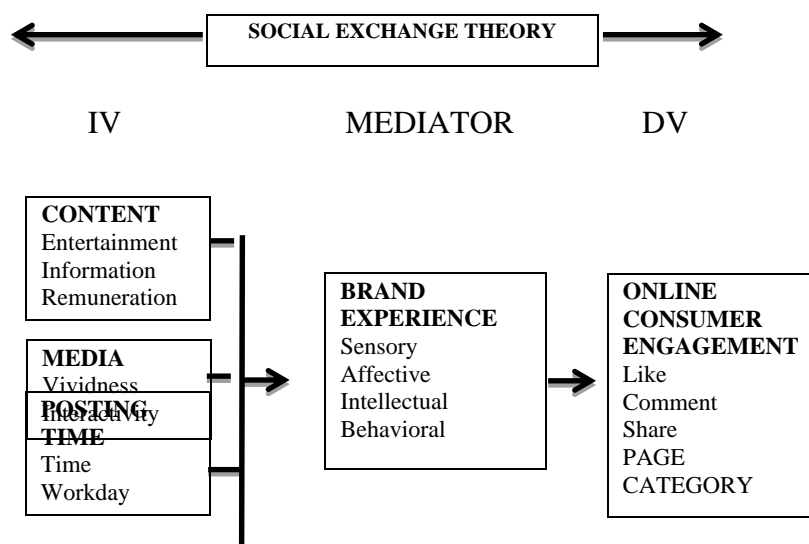 SOCIAL EXCHANGE THEORY
IV
MEDIATOR
DV
CONTENT
Entertainment
Information
Remuneration
MEDIA
Vividness
Interactivity
POSTING
TIME
Time
Workday
BRAND
EXPERIENCE
Sensory
Affective
Intellectual
Behavioral
ONLINE
CONSUMER
ENGAGEMENT
Like
Comment
Share
PAGE
CATEGORY